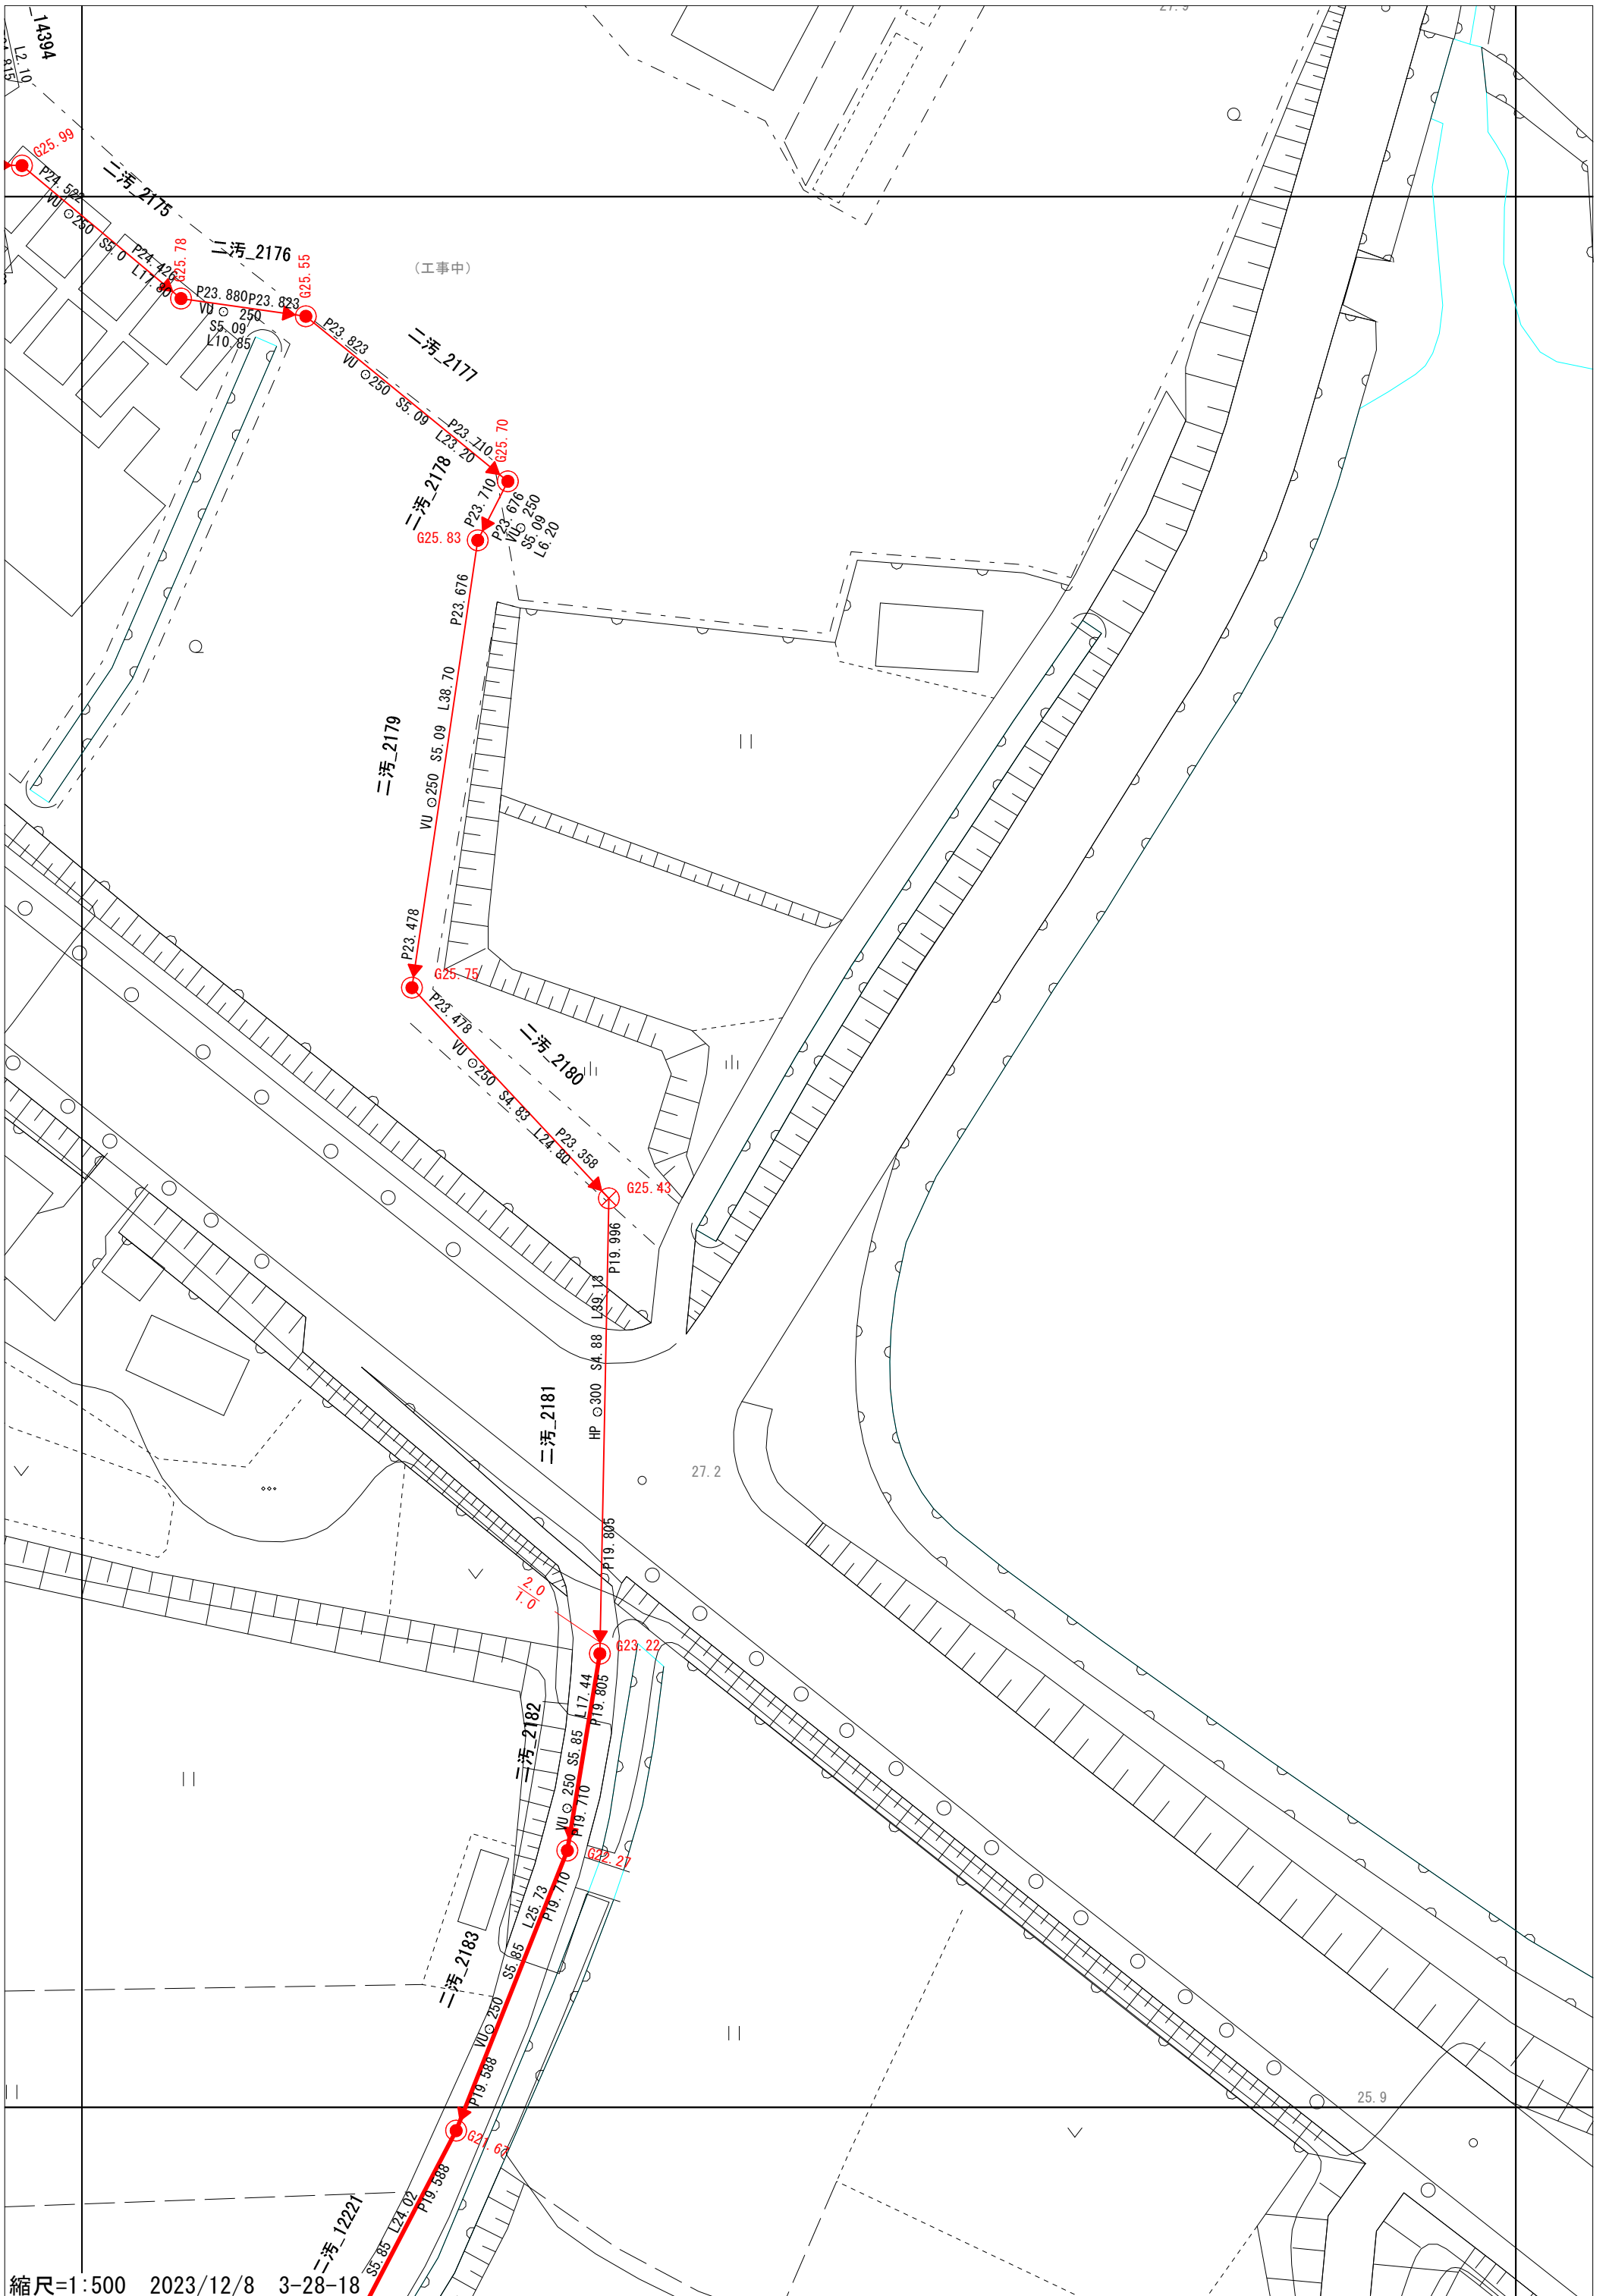 _14394
L2.10
27.9
G25.99
二汚_2175
P24.522
VU ⊙250 S5.0 L17.80
P24.426
G25.78
二汚_2176
P23.880
P23.823
VU ⊙ 250
S5.09
L10.85
G25.55
(工事中)
二汚_2177
P23.823
VU ⊙250 S5.09 L23.20
P23.710
G25.70
二汚_2178
P23.710
P23.676
VU ⊙ 250
S5.09
L6.20
G25.83
P23.676
二汚_2179
VU ⊙250 S5.09 L38.70
P23.478
G25.75
二汚_2180
P23.478
VU ⊙250 S4.83 L24.80
P23.358
G25.43
P19.996
二汚_2181
HP ⊙300 S4.88 L39.13
27.2
P19.805
2.0
1.0
G23.22
二汚_2182
P19.805
VU ⊙ 250 S5.85 L17.44
P19.710
G22.27
二汚_2183
P19.710
VU⊙ 250 S5.85 L25.73
P19.588
25.9
G21.67
二汚_12221
P19.588
S5.85 L24.02
縮尺=1:500 2023/12/8 3-28-18